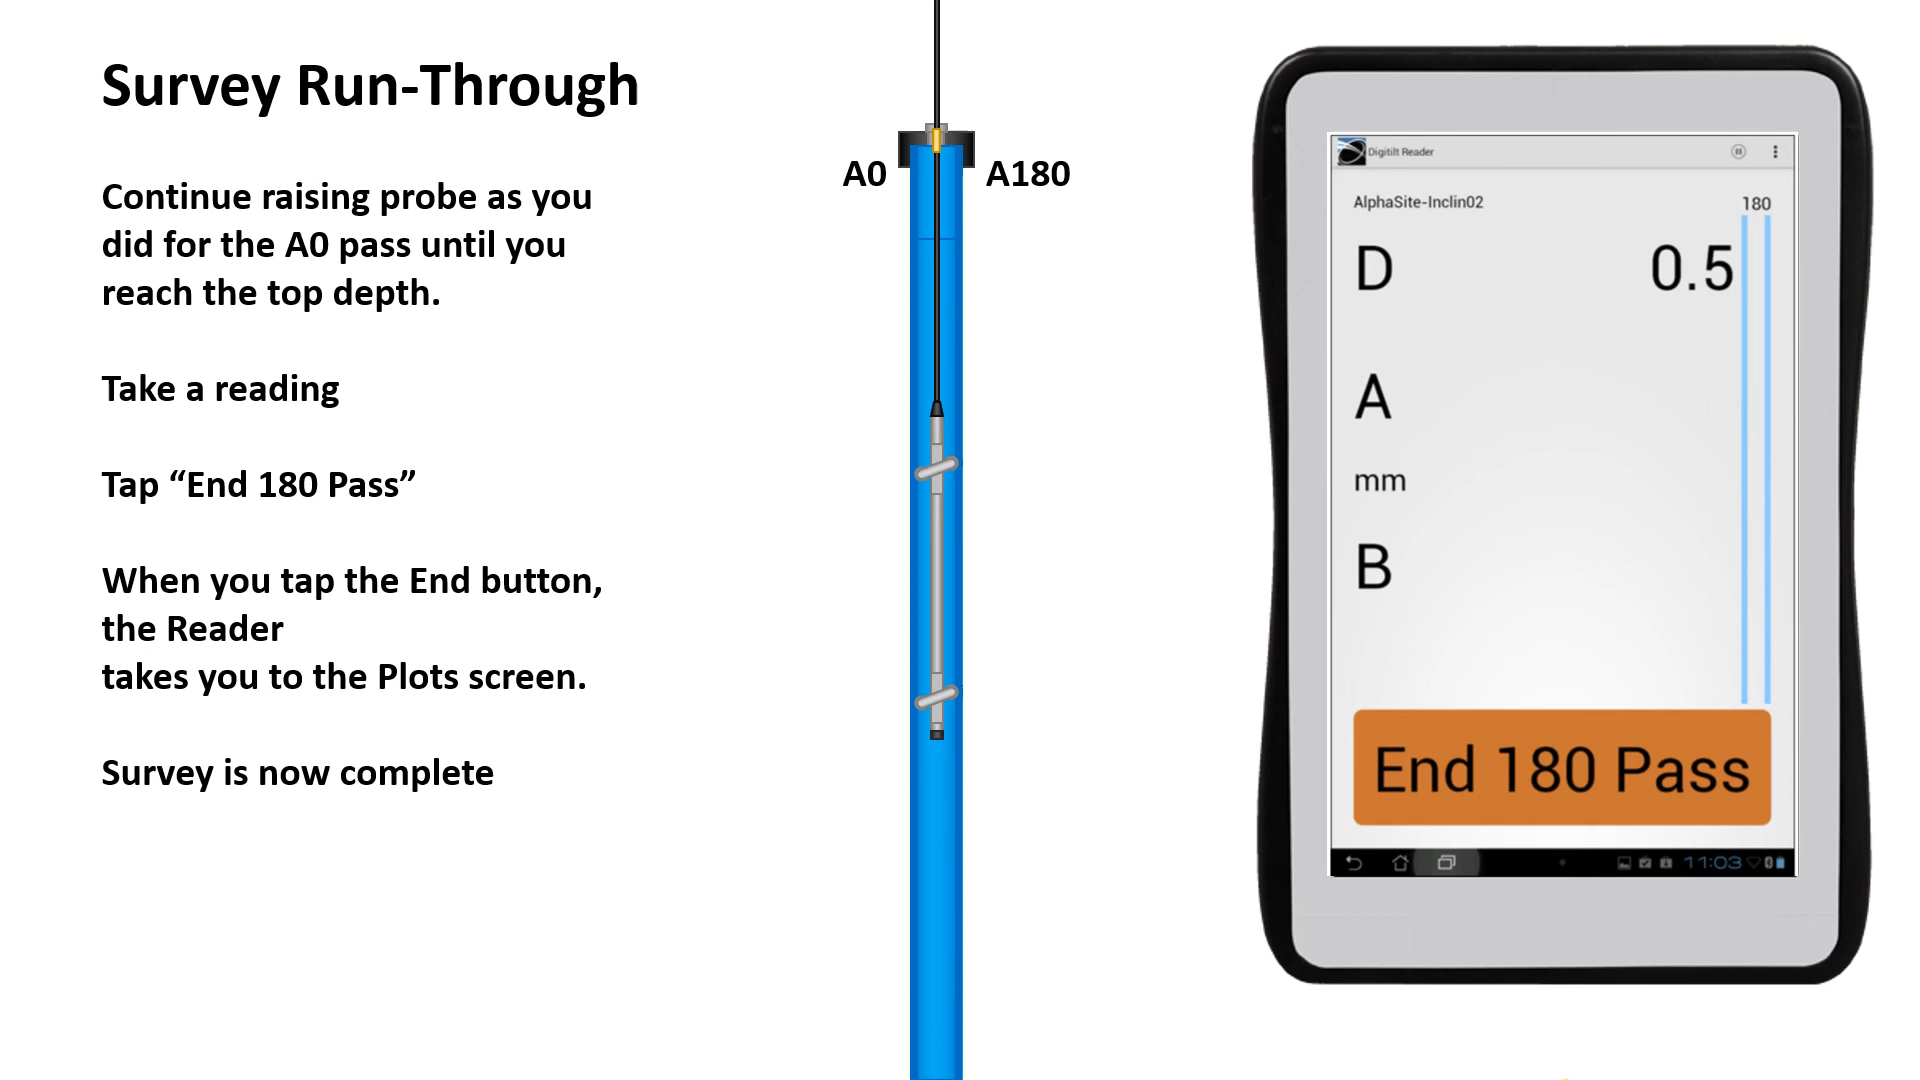 Survey Run-Through
Continue raising probe as you
did for the A0 pass until you
reach the top depth.
Take a reading
Tap “End 180 Pass”
When you tap the End button,
the Reader
takes you to the Plots screen.
Survey is now complete
A0
A180
Digitilt Reader
AlphaSite-Inclin02
180
D 0.5
A
mm
B
End 180 Pass
11:03